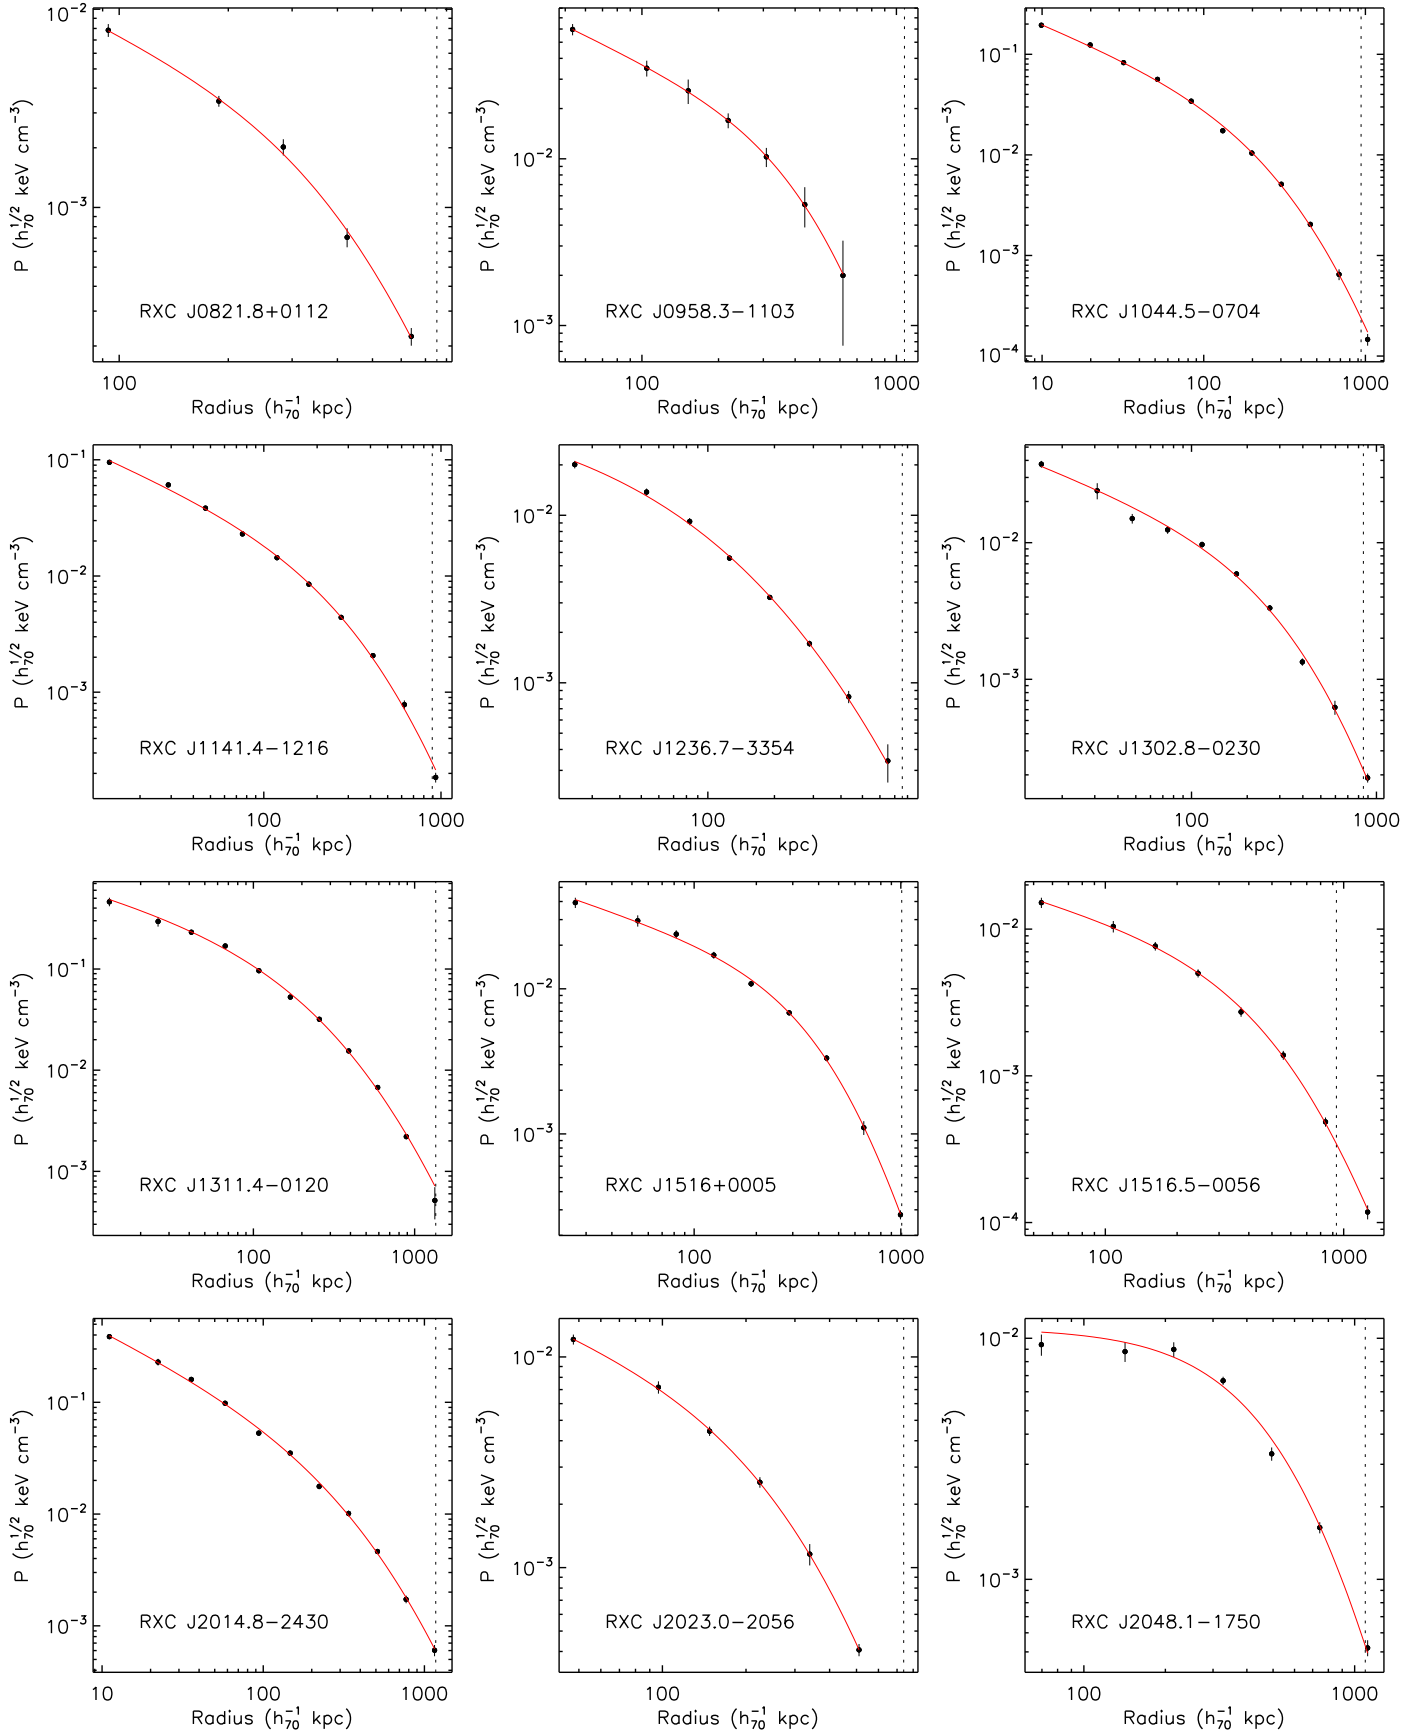 10⁻²
10⁻³
P (h₇₀^1/2 keV cm⁻³)
RXC J0821.8+0112
100
Radius (h₇₀⁻¹ kpc)
10⁻²
10⁻³
P (h₇₀^1/2 keV cm⁻³)
RXC J0958.3−1103
100 1000
Radius (h₇₀⁻¹ kpc)
10⁻¹
10⁻²
10⁻³
10⁻⁴
P (h₇₀^1/2 keV cm⁻³)
RXC J1044.5−0704
10 100 1000
Radius (h₇₀⁻¹ kpc)
10⁻¹
10⁻²
10⁻³
P (h₇₀^1/2 keV cm⁻³)
RXC J1141.4−1216
100 1000
Radius (h₇₀⁻¹ kpc)
10⁻²
10⁻³
P (h₇₀^1/2 keV cm⁻³)
RXC J1236.7−3354
100
Radius (h₇₀⁻¹ kpc)
10⁻²
10⁻³
P (h₇₀^1/2 keV cm⁻³)
RXC J1302.8−0230
100 1000
Radius (h₇₀⁻¹ kpc)
10⁻¹
10⁻²
10⁻³
P (h₇₀^1/2 keV cm⁻³)
RXC J1311.4−0120
100 1000
Radius (h₇₀⁻¹ kpc)
10⁻²
10⁻³
P (h₇₀^1/2 keV cm⁻³)
RXC J1516+0005
100 1000
Radius (h₇₀⁻¹ kpc)
10⁻²
10⁻³
10⁻⁴
P (h₇₀^1/2 keV cm⁻³)
RXC J1516.5−0056
100 1000
Radius (h₇₀⁻¹ kpc)
10⁻¹
10⁻²
10⁻³
P (h₇₀^1/2 keV cm⁻³)
RXC J2014.8−2430
10 100 1000
Radius (h₇₀⁻¹ kpc)
10⁻²
10⁻³
P (h₇₀^1/2 keV cm⁻³)
RXC J2023.0−2056
100
Radius (h₇₀⁻¹ kpc)
10⁻²
10⁻³
P (h₇₀^1/2 keV cm⁻³)
RXC J2048.1−1750
100 1000
Radius (h₇₀⁻¹ kpc)